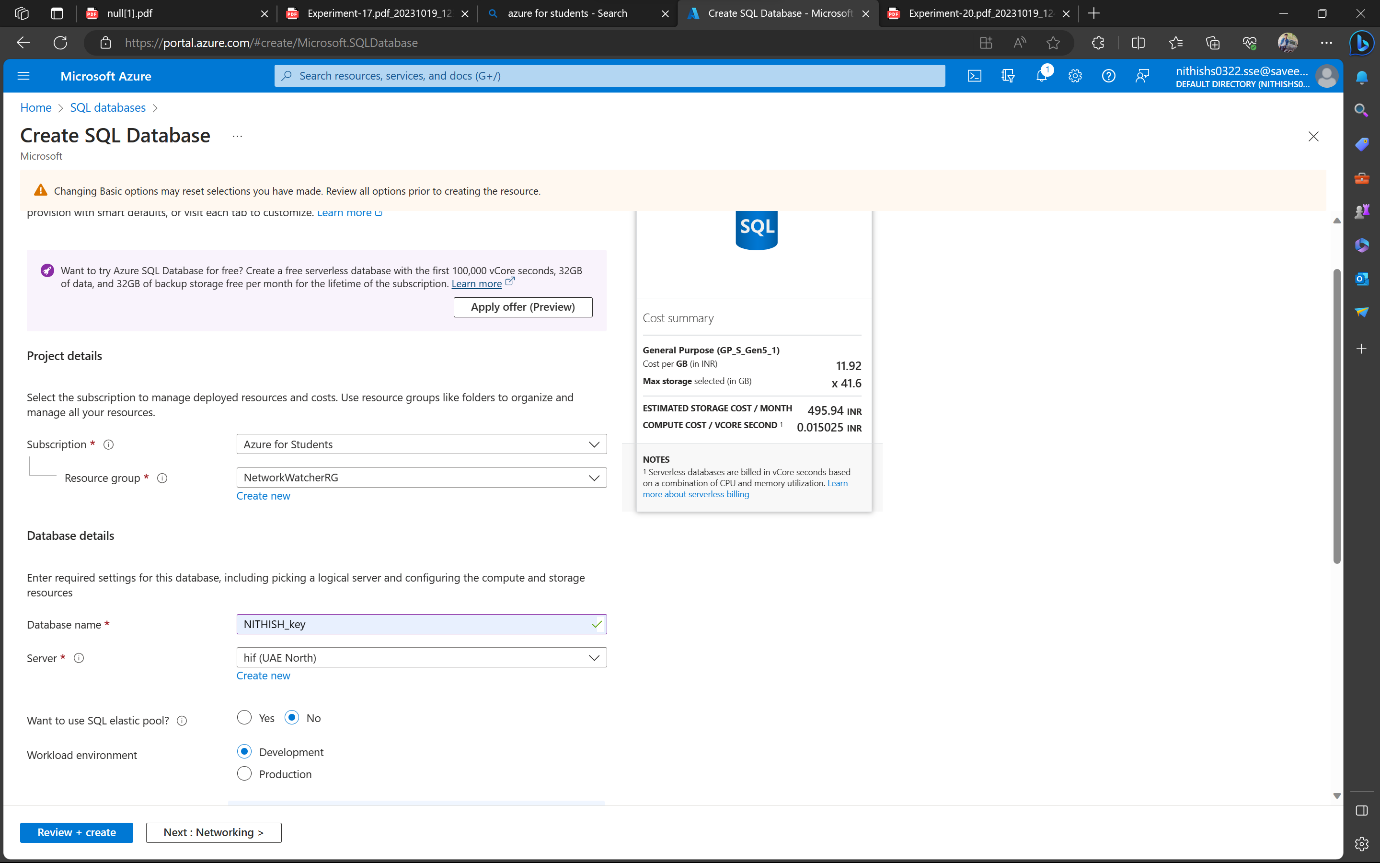 null[1].pdf
Experiment-17.pdf_20231019_12
azure for students - Search
Create SQL Database - Microsoft
Experiment-20.pdf_20231019_12
https://portal.azure.com/#create/Microsoft.SQLDatabase
Microsoft Azure
Search resources, services, and docs (G+/)
1
nithishs0322.sse@savee...
DEFAULT DIRECTORY (NITHISHS0...
Home > SQL databases >
Create SQL Database ...
Microsoft
Changing Basic options may reset selections you have made. Review all options prior to creating the resource.
provision with smart defaults, or visit each tab to customize. Learn more
Want to try Azure SQL Database for free? Create a free serverless database with the first 100,000 vCore seconds, 32GB
of data, and 32GB of backup storage free per month for the lifetime of the subscription. Learn more
Apply offer (Preview)
Project details
Select the subscription to manage deployed resources and costs. Use resource groups like folders to organize and
manage all your resources.
Subscription *
Azure for Students
Resource group *
NetworkWatcherRG
Create new
Database details
Enter required settings for this database, including picking a logical server and configuring the compute and storage
resources
Database name *
NITHISH_key
Server *
hif (UAE North)
Create new
Want to use SQL elastic pool?
Yes No
Workload environment
Development
Production
Review + create
Next : Networking >
SQL
Cost summary
General Purpose (GP_S_Gen5_1)
Cost per GB (in INR) 11.92
Max storage selected (in GB) x 41.6
ESTIMATED STORAGE COST / MONTH 495.94 INR
COMPUTE COST / VCORE SECOND 1 0.015025 INR
NOTES
1 Serverless databases are billed in vCore seconds based
on a combination of CPU and memory utilization. Learn
more about serverless billing